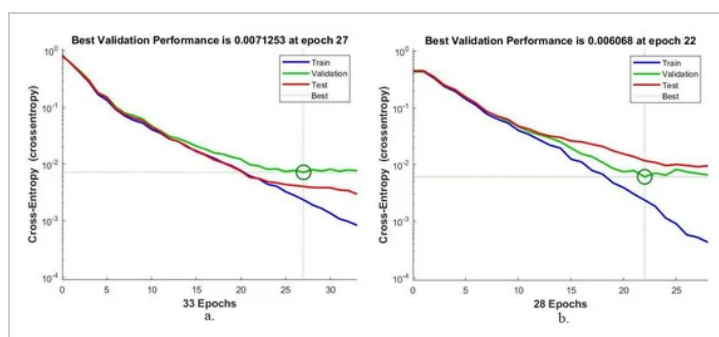 Best Validation Performance is 0.0071253 at epoch 27
Cross-Entropy (crossentropy)
10^0
10^-1
10^-2
10^-3
10^-4
Train
Validation
Test
Best
0 5 10 15 20 25 30
33 Epochs
a.
Best Validation Performance is 0.006068 at epoch 22
Cross-Entropy (crossentropy)
10^0
10^-1
10^-2
10^-3
10^-4
Train
Validation
Test
Best
0 5 10 15 20 25
28 Epochs
b.